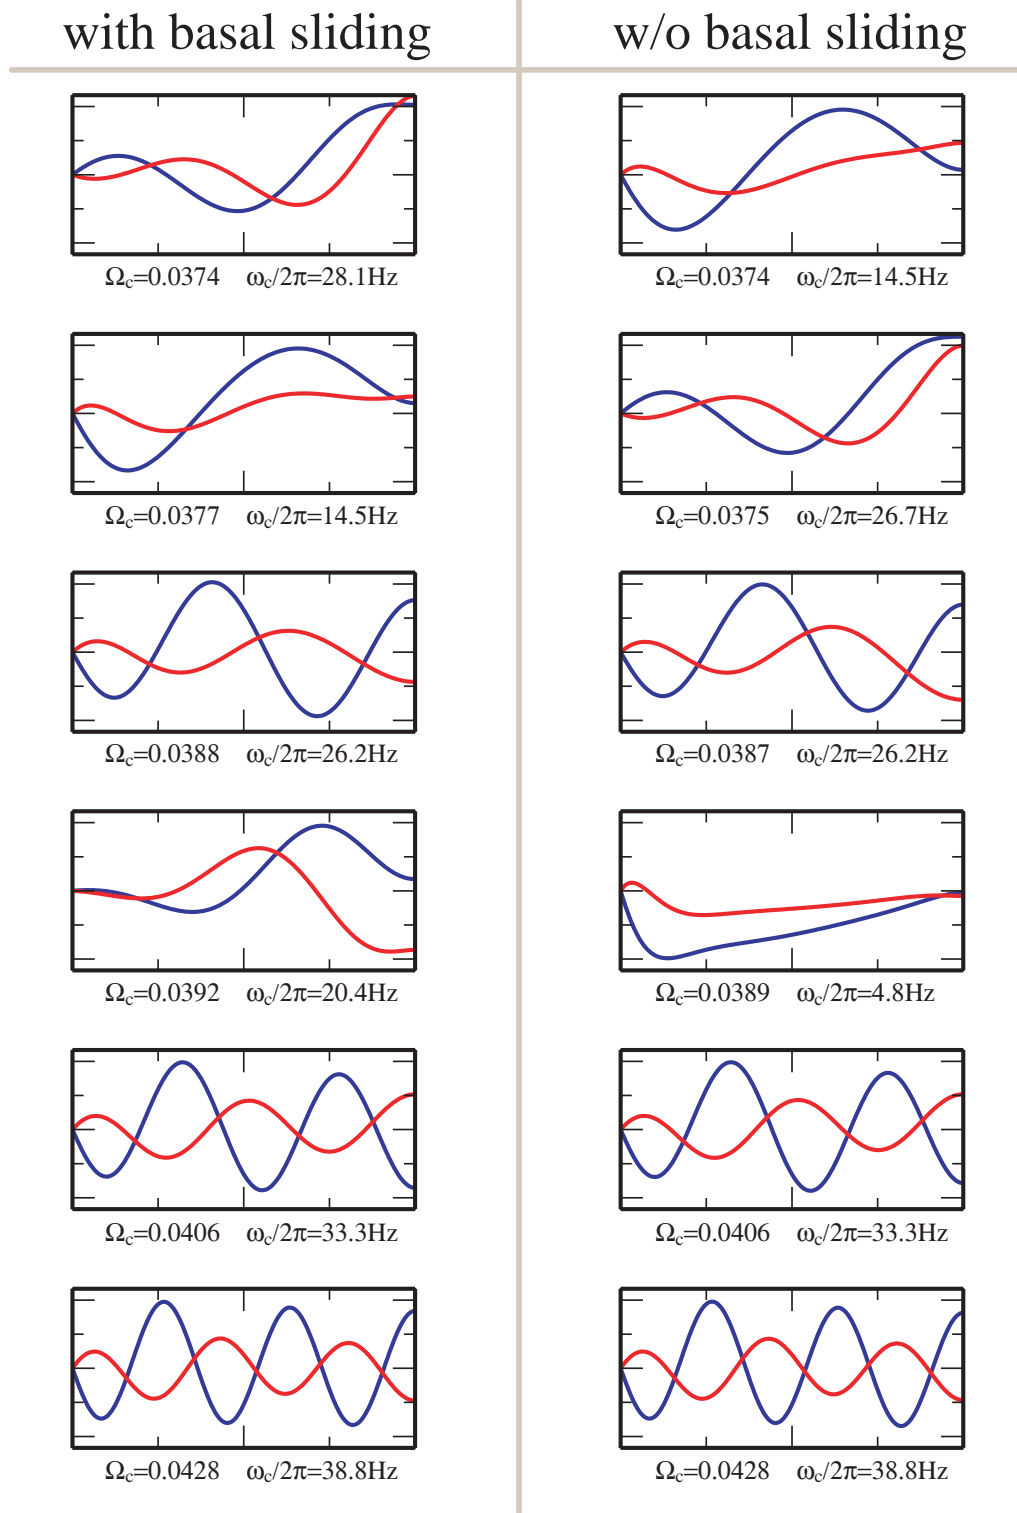 with basal sliding
w/o basal sliding
Ωc=0.0374 ωc/2π=28.1Hz
Ωc=0.0374 ωc/2π=14.5Hz
Ωc=0.0377 ωc/2π=14.5Hz
Ωc=0.0375 ωc/2π=26.7Hz
Ωc=0.0388 ωc/2π=26.2Hz
Ωc=0.0387 ωc/2π=26.2Hz
Ωc=0.0392 ωc/2π=20.4Hz
Ωc=0.0389 ωc/2π=4.8Hz
Ωc=0.0406 ωc/2π=33.3Hz
Ωc=0.0406 ωc/2π=33.3Hz
Ωc=0.0428 ωc/2π=38.8Hz
Ωc=0.0428 ωc/2π=38.8Hz